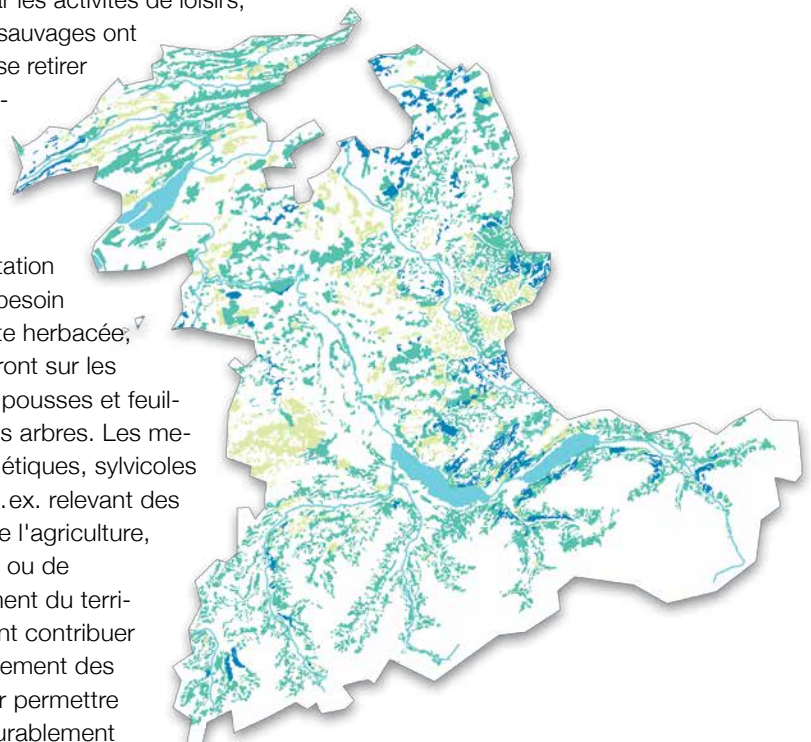 ar les activités de loisirs,
sauvages ont
se retirer
-
tation
besoin
te herbacée,
ront sur les
pousses et feuil-
s arbres. Les me-
étiques, sylvicoles
.ex. relevant des
e l'agriculture,
ou de
ment du terri-
nt contribuer
ement des
r permettre
urablement